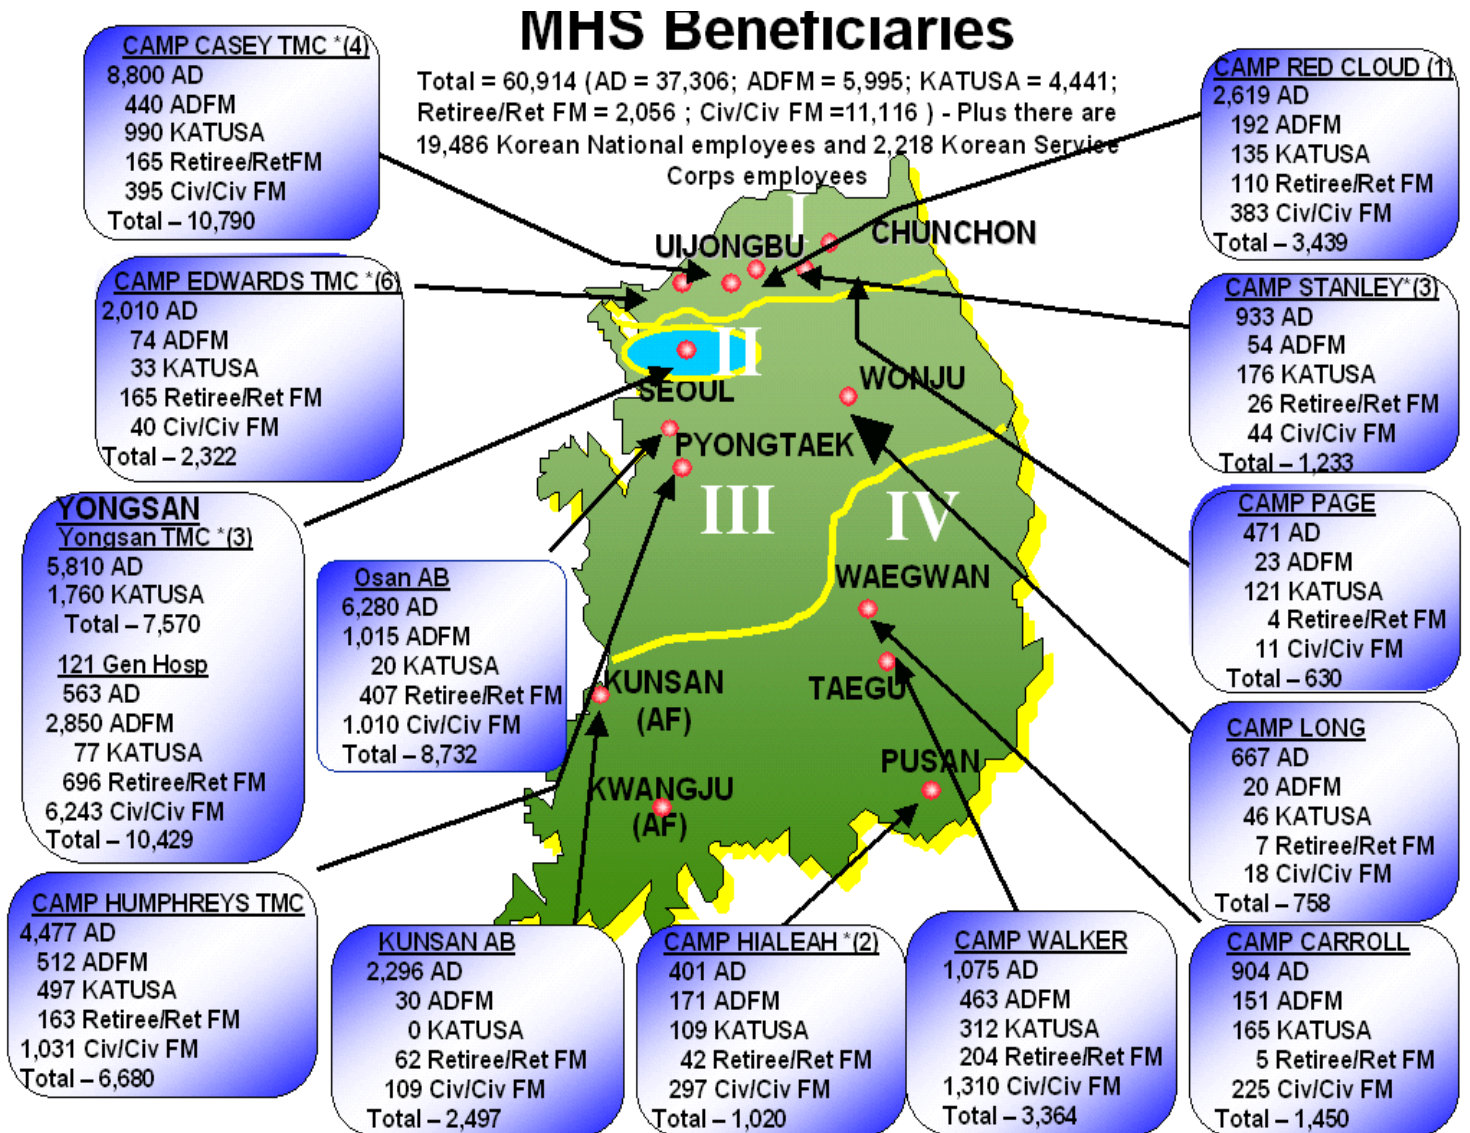 MHS Beneficiaries
Total = 60,914 (AD = 37,306; ADFM = 5,995; KATUSA = 4,441;
Retiree/Ret FM = 2,056 ; Civ/Civ FM =11,116 ) - Plus there are
19,486 Korean National employees and 2,218 Korean Service
Corps employees
CAMP CASEY TMC *(4)
8,800 AD
440 ADFM
990 KATUSA
165 Retiree/RetFM
395 Civ/Civ FM
Total – 10,790
CAMP EDWARDS TMC *(6)
2,010 AD
74 ADFM
33 KATUSA
165 Retiree/Ret FM
40 Civ/Civ FM
Total – 2,322
YONGSAN
Yongsan TMC *(3)
5,810 AD
1,760 KATUSA
Total – 7,570
121 Gen Hosp
563 AD
2,850 ADFM
77 KATUSA
696 Retiree/Ret FM
6,243 Civ/Civ FM
Total – 10,429
Osan AB
6,280 AD
1,015 ADFM
20 KATUSA
407 Retiree/Ret FM
1.010 Civ/Civ FM
Total – 8,732
CAMP HUMPHREYS TMC
4,477 AD
512 ADFM
497 KATUSA
163 Retiree/Ret FM
1,031 Civ/Civ FM
Total – 6,680
KUNSAN AB
2,296 AD
30 ADFM
0 KATUSA
62 Retiree/Ret FM
109 Civ/Civ FM
Total – 2,497
CAMP HIALEAH *(2)
401 AD
171 ADFM
109 KATUSA
42 Retiree/Ret FM
297 Civ/Civ FM
Total – 1,020
CAMP WALKER
1,075 AD
463 ADFM
312 KATUSA
204 Retiree/Ret FM
1,310 Civ/Civ FM
Total – 3,364
CAMP RED CLOUD (1)
2,619 AD
192 ADFM
135 KATUSA
110 Retiree/Ret FM
383 Civ/Civ FM
Total – 3,439
CAMP STANLEY*(3)
933 AD
54 ADFM
176 KATUSA
26 Retiree/Ret FM
44 Civ/Civ FM
Total – 1,233
CAMP PAGE
471 AD
23 ADFM
121 KATUSA
4 Retiree/Ret FM
11 Civ/Civ FM
Total – 630
CAMP LONG
667 AD
20 ADFM
46 KATUSA
7 Retiree/Ret FM
18 Civ/Civ FM
Total – 758
CAMP CARROLL
904 AD
151 ADFM
165 KATUSA
5 Retiree/Ret FM
225 Civ/Civ FM
Total – 1,450
I
UIJONGBU
CHUNCHON
II
SEOUL
WONJU
PYONGTAEK
III
IV
WAEGWAN
TAEGU
KUNSAN
(AF)
PUSAN
KWANGJU
(AF)